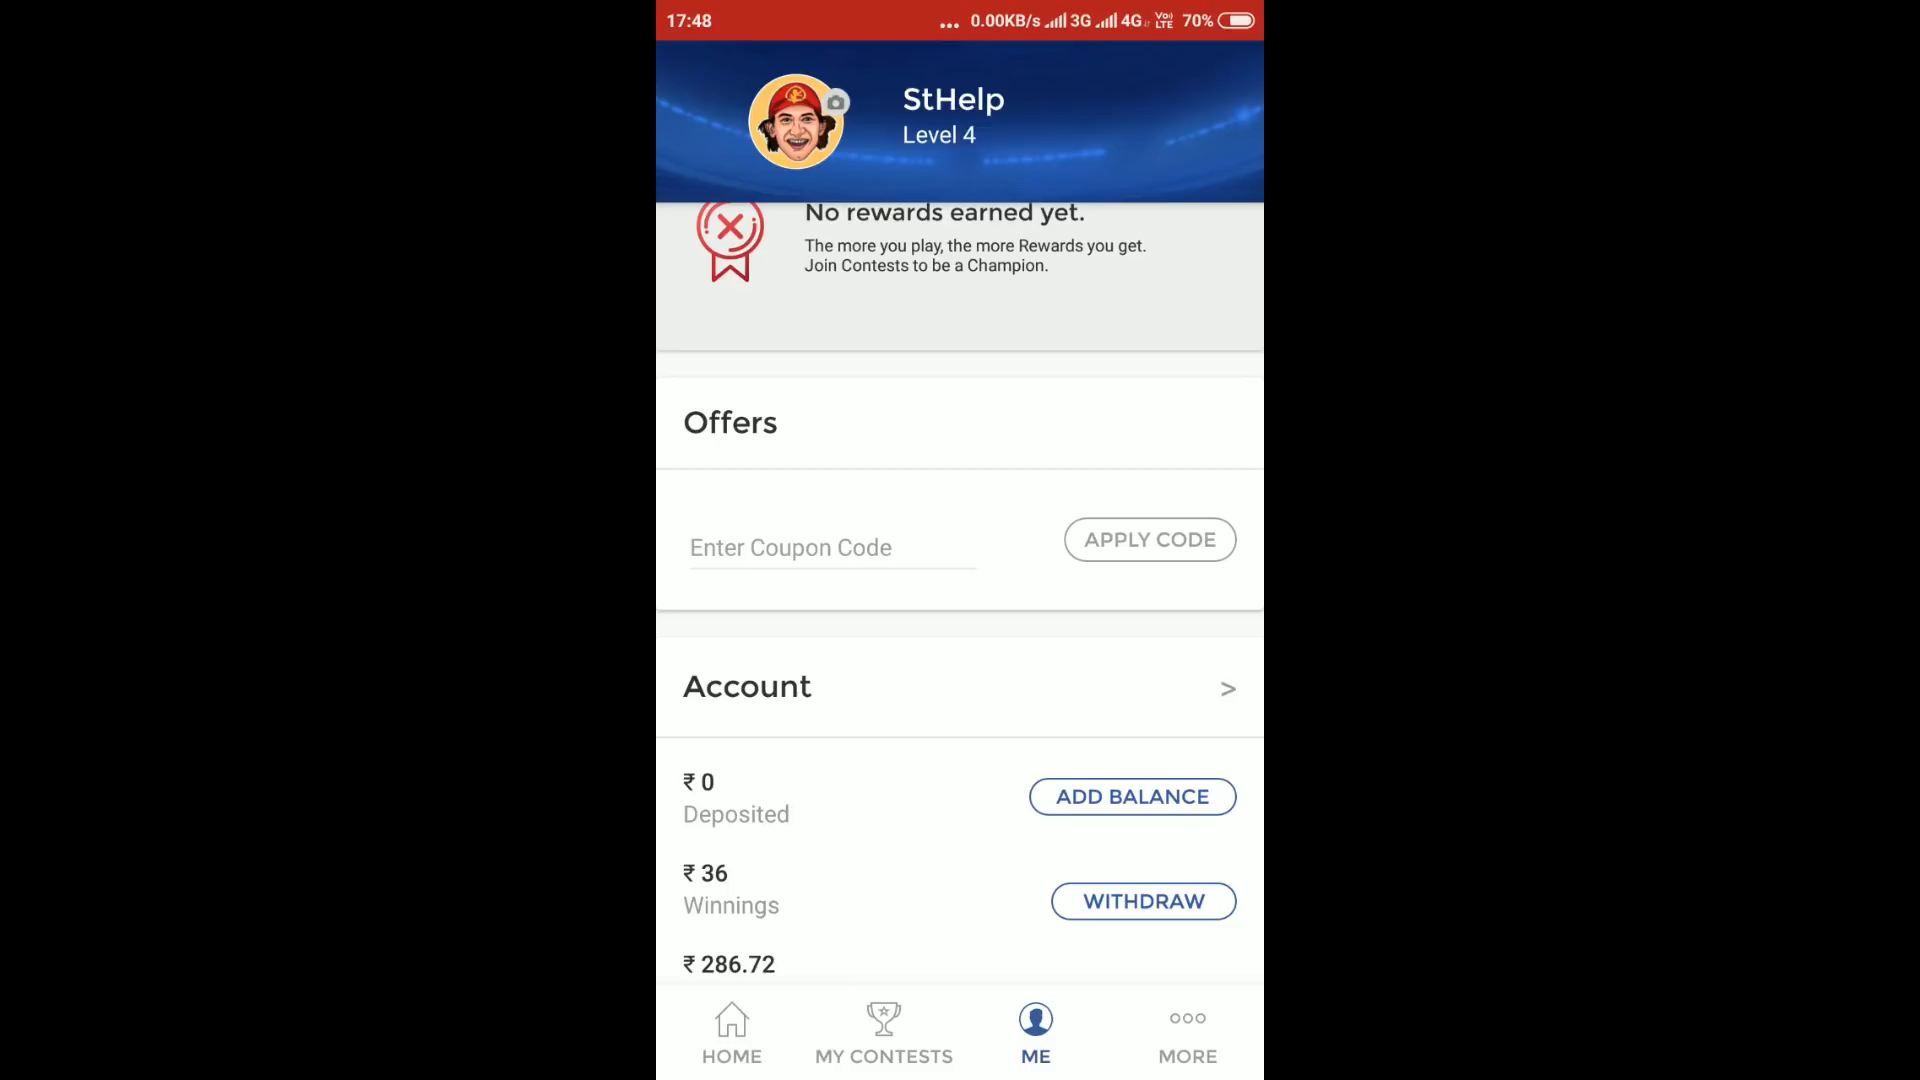 17:48
... 0.00KB/s 3G 4G Vo) LTE 70%
StHelp
Level 4
No rewards earned yet.
The more you play, the more Rewards you get.
Join Contests to be a Champion.
Offers
Enter Coupon Code
APPLY CODE
Account >
₹ 0
Deposited
ADD BALANCE
₹ 36
Winnings
WITHDRAW
₹ 286.72
HOME
MY CONTESTS
ME
MORE